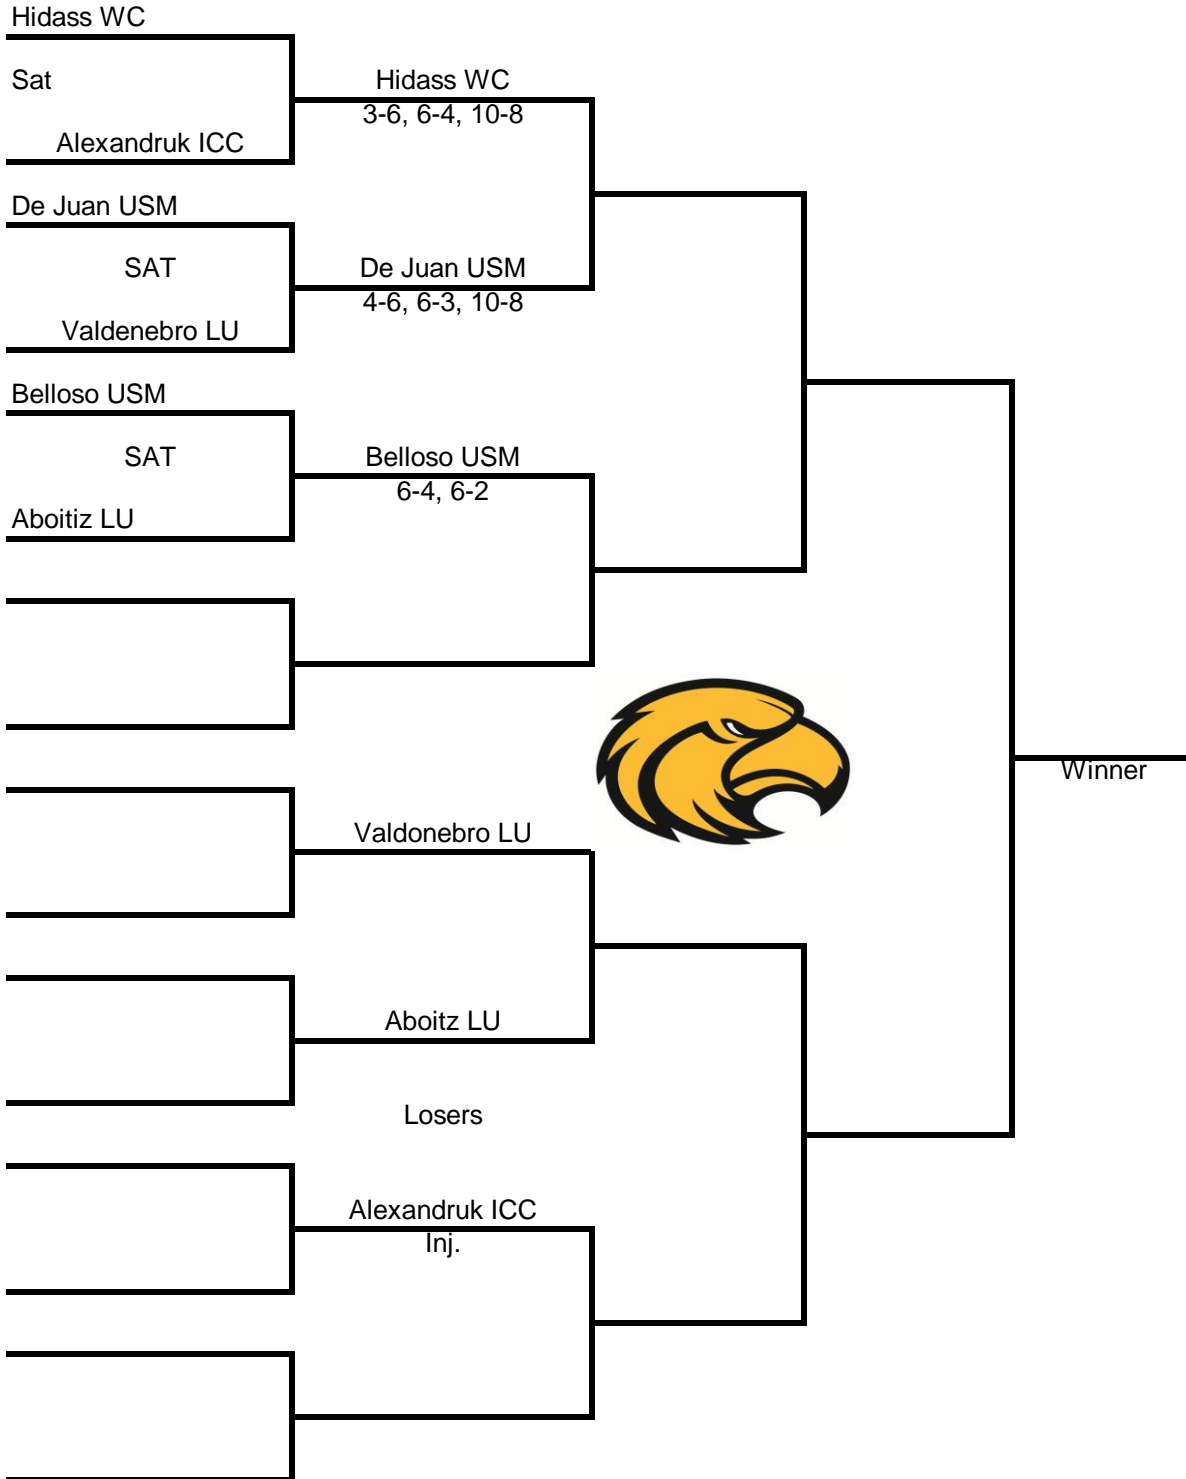 Hidass WC
Sat
Hidass WC
3-6, 6-4, 10-8
Alexandruk ICC
De Juan USM
SAT
De Juan USM
4-6, 6-3, 10-8
Valdenebro LU
Belloso USM
SAT
Belloso USM
6-4, 6-2
Aboitiz LU
Winner
Valdonebro LU
Aboitz LU
Losers
Alexandruk ICC
Inj.